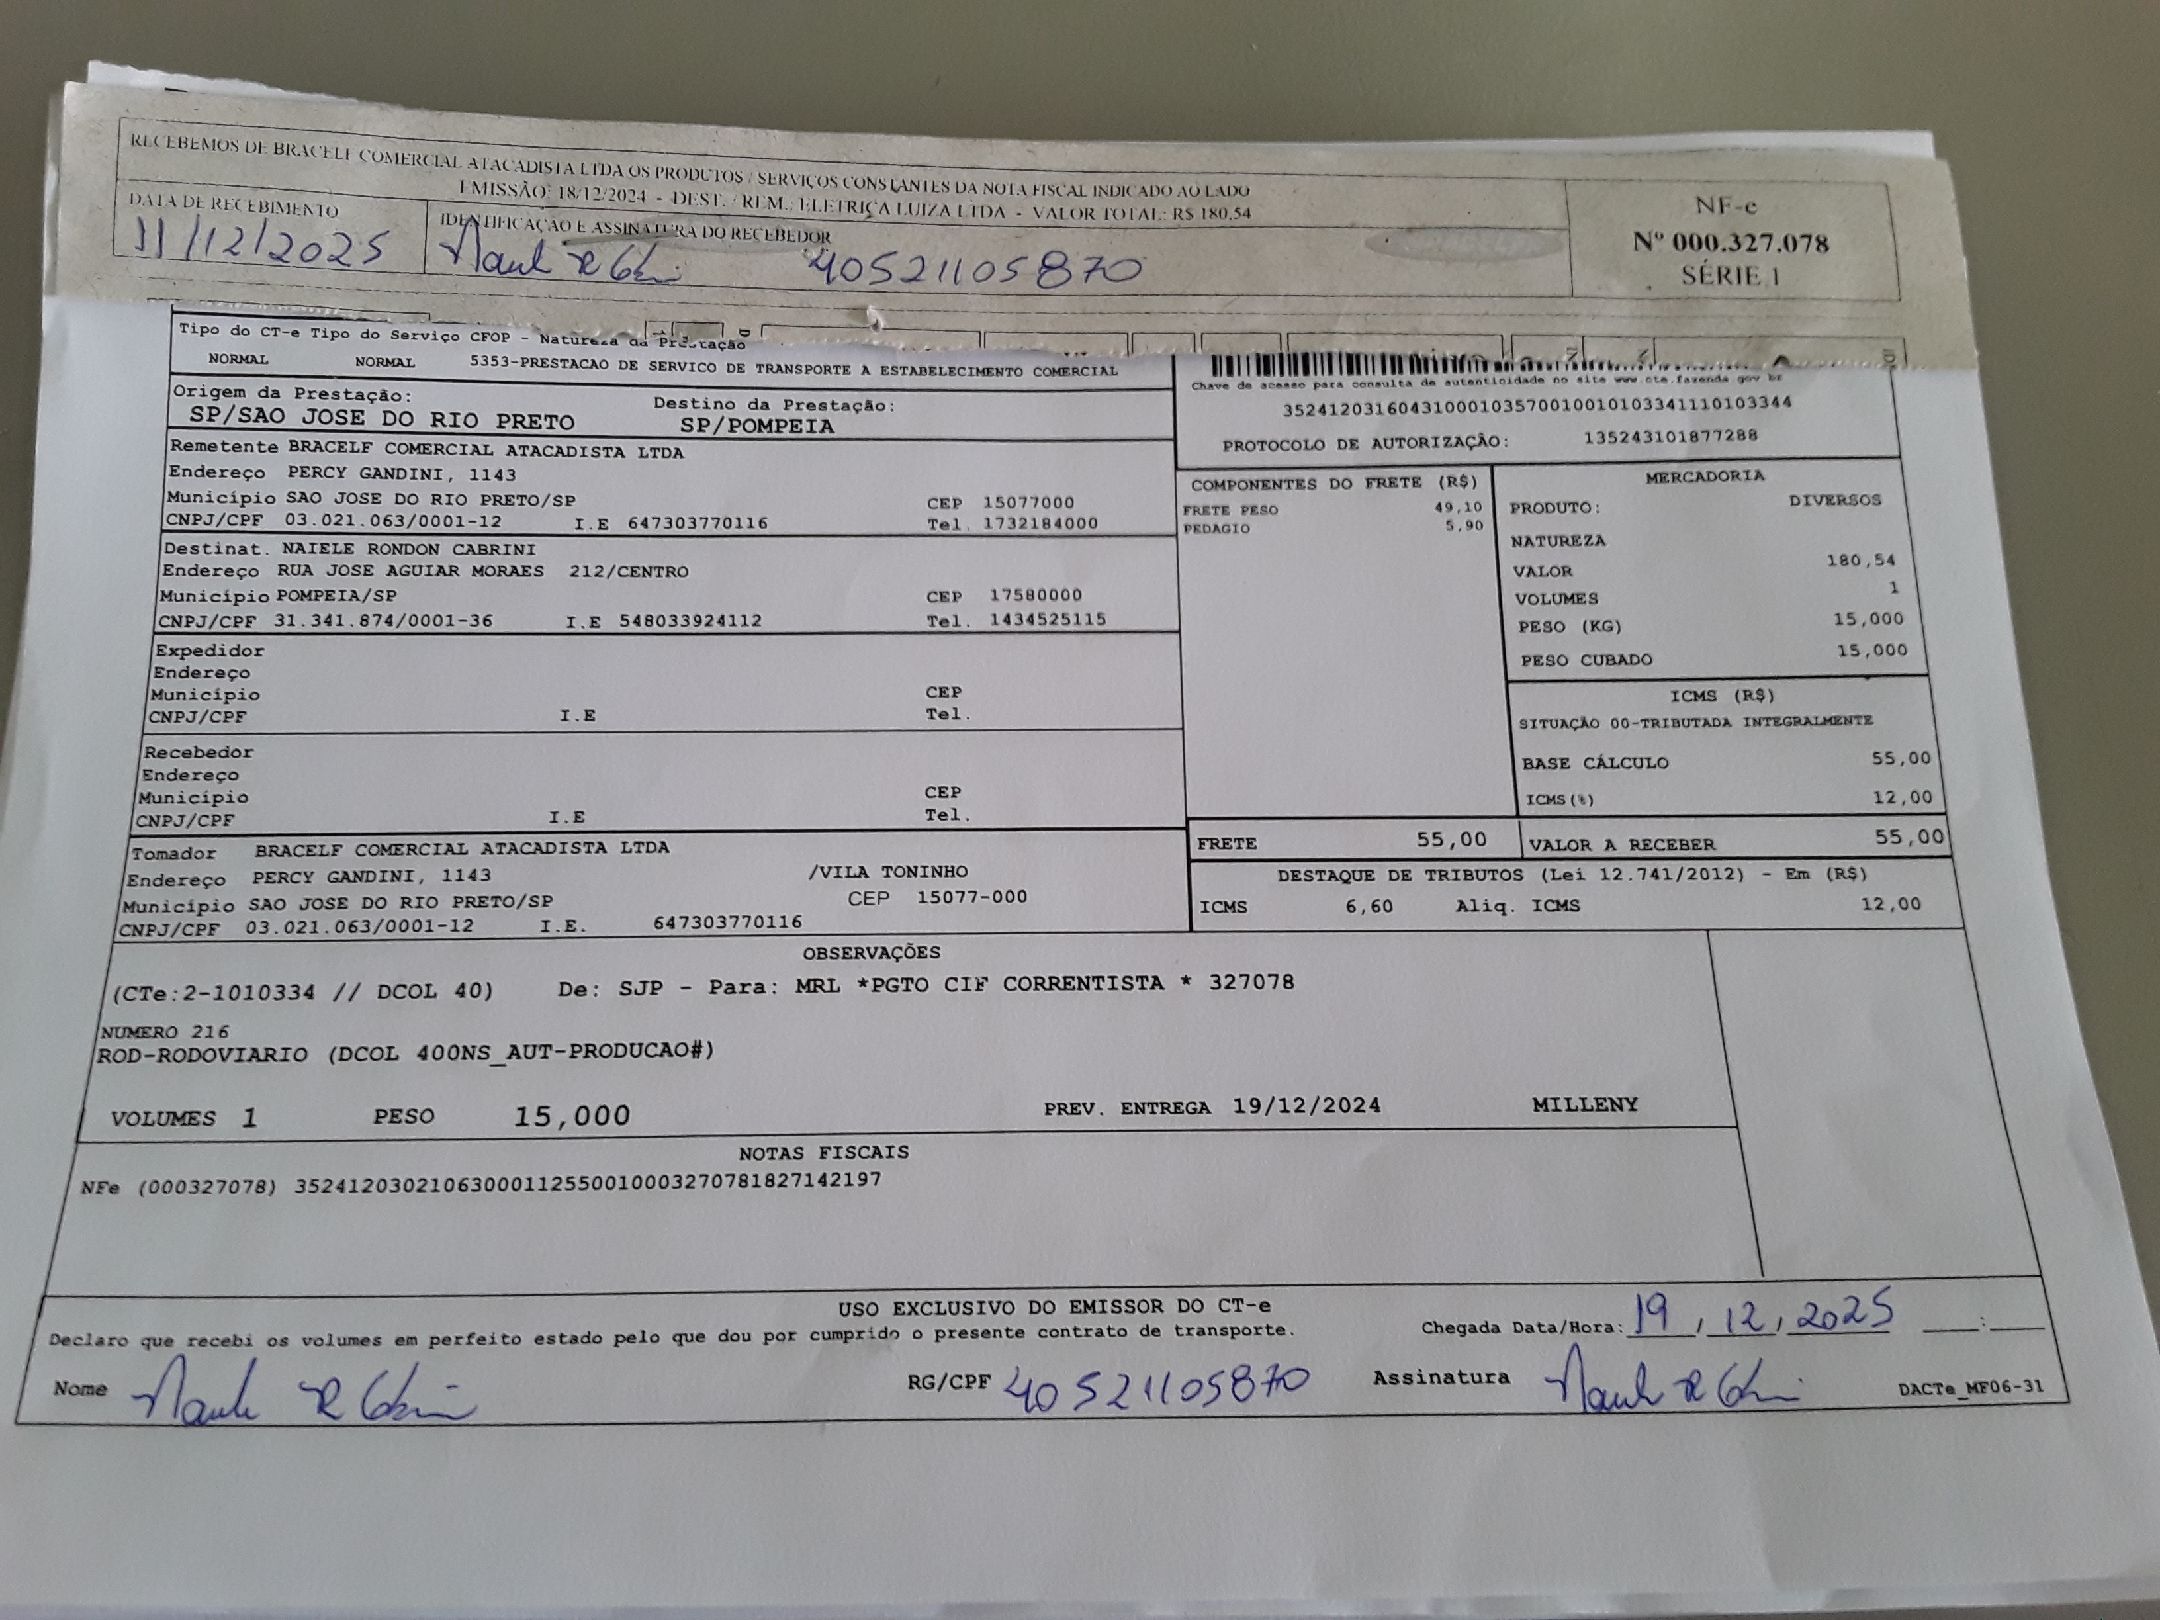 RECEBEMOS DE BRACELF COMERCIAL ATACADISTA LTDA OS PRODUTOS / SERVIÇOS CONSTANTES DA NOTA FISCAL INDICADO AO LADO
EMISSÃO: 18/12/2024 - DEST. / REM.: ELETRICA LUIZA LTDA - VALOR TOTAL: R$ 180,54
NF-e
Nº 000.327.078
SÉRIE 1
DATA DE RECEBIMENTO
11/12/2025
IDENTIFICAÇÃO E ASSINATURA DO RECEBEDOR
40521105870
Tipo do CT-e Tipo do Serviço CFOP - Natureza da Prestação
NORMAL NORMAL 5353-PRESTACAO DE SERVICO DE TRANSPORTE A ESTABELECIMENTO COMERCIAL
Chave de acesso para consulta de autenticidade no site www.cte.fazenda.gov.br
35241203160431000103570010010103341110103344
PROTOCOLO DE AUTORIZAÇÃO: 135243101877288
Origem da Prestação: Destino da Prestação:
SP/SAO JOSE DO RIO PRETO SP/POMPEIA
Remetente BRACELF COMERCIAL ATACADISTA LTDA
Endereço PERCY GANDINI, 1143
Município SAO JOSE DO RIO PRETO/SP CEP 15077000
CNPJ/CPF 03.021.063/0001-12 I.E 647303770116 Tel. 1732184000
Destinat. NAIELE RONDON CABRINI
Endereço RUA JOSE AGUIAR MORAES 212/CENTRO
Município POMPEIA/SP CEP 17580000
CNPJ/CPF 31.341.874/0001-36 I.E 548033924112 Tel. 1434525115
Expedidor
Endereço
Município CEP
CNPJ/CPF I.E Tel.
Recebedor
Endereço
Município CEP
CNPJ/CPF I.E Tel.
Tomador BRACELF COMERCIAL ATACADISTA LTDA
Endereço PERCY GANDINI, 1143 /VILA TONINHO
Município SAO JOSE DO RIO PRETO/SP CEP 15077-000
CNPJ/CPF 03.021.063/0001-12 I.E. 647303770116
COMPONENTES DO FRETE (R$)
FRETE PESO 49,10
PEDAGIO 5,90
MERCADORIA
PRODUTO: DIVERSOS
NATUREZA
VALOR 180,54
VOLUMES 1
PESO (KG) 15,000
PESO CUBADO 15,000
ICMS (R$)
SITUAÇÃO 00-TRIBUTADA INTEGRALMENTE
BASE CÁLCULO 55,00
ICMS(%) 12,00
FRETE 55,00 VALOR A RECEBER 55,00
DESTAQUE DE TRIBUTOS (Lei 12.741/2012) - Em (R$)
ICMS 6,60 Aliq. ICMS 12,00
OBSERVAÇÕES
(CTe:2-1010334 // DCOL 40) De: SJP - Para: MRL *PGTO CIF CORRENTISTA * 327078
NUMERO 216
ROD-RODOVIARIO (DCOL 400NS_AUT-PRODUCAO#)
VOLUMES 1 PESO 15,000 PREV. ENTREGA 19/12/2024 MILLENY
NOTAS FISCAIS
NFe (000327078) 35241203021063000112550010003270781827142197
USO EXCLUSIVO DO EMISSOR DO CT-e
Declaro que recebi os volumes em perfeito estado pelo que dou por cumprido o presente contrato de transporte. Chegada Data/Hora: 19, 12, 2025 :
Nome RG/CPF 40521105870 Assinatura DACTe_MF06-31